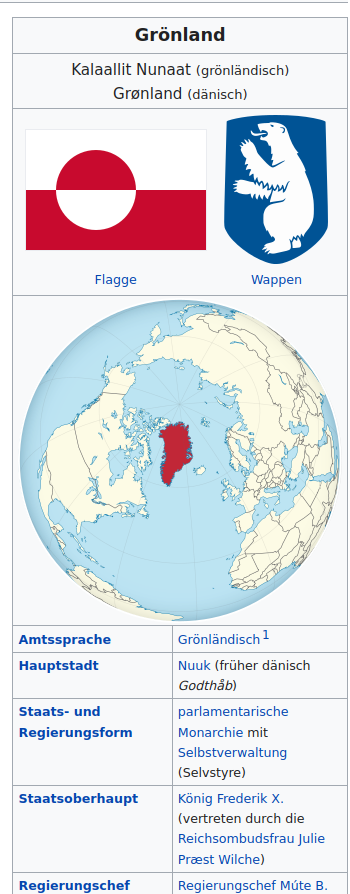 Grönland
Kalaallit Nunaat (grönländisch)
Grønland (dänisch)
Flagge
Wappen
Amtssprache
Grönländisch 1
Hauptstadt
Nuuk (früher dänisch
Godthåb)
Staats- und
Regierungsform
parlamentarische
Monarchie mit
Selbstverwaltung
(Selvstyre)
Staatsoberhaupt
König Frederik X.
(vertreten durch die
Reichsombudsfrau Julie
Præst Wilche)
Regierungschef
Regierungschef Múte B.